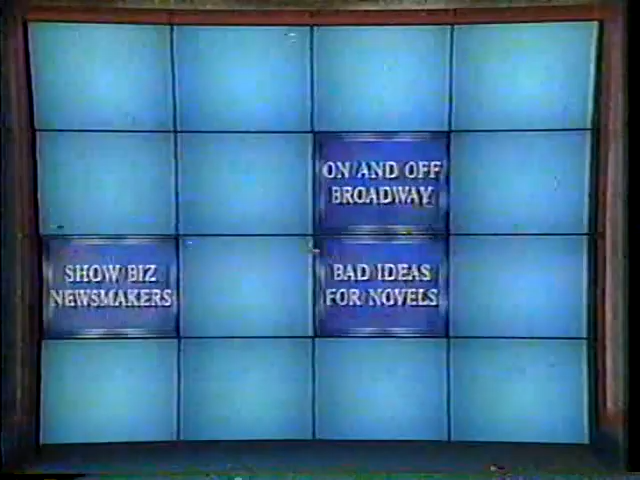 ON AND OFF
BROADWAY
SHOW BIZ
NEWSMAKERS
BAD IDEAS
FOR NOVELS